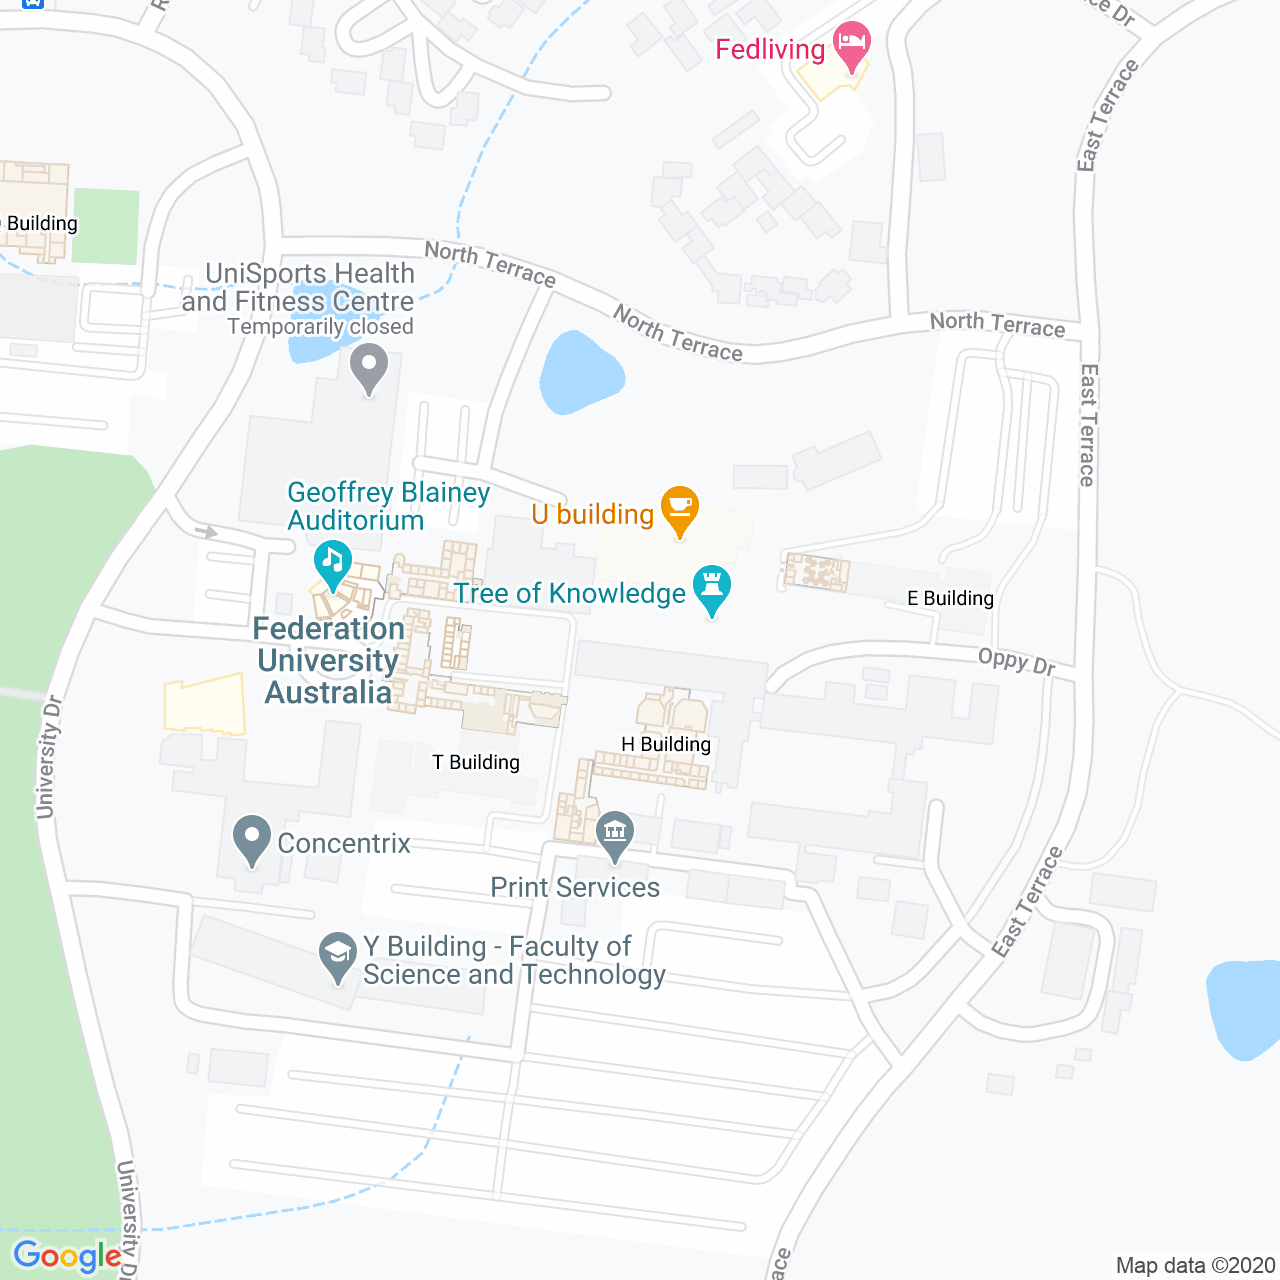 Fedliving
East Terrace
Building
North Terrace
UniSports Health
and Fitness Centre
Temporarily closed
North Terrace
North Terrace
East Terrace
Geoffrey Blainey
Auditorium
U building
Tree of Knowledge
E Building
Federation
University
Australia
Oppy Dr
University Dr
H Building
T Building
Concentrix
Print Services
East Terrace
Y Building - Faculty of
Science and Technology
University Dr
Google
Map data ©2020